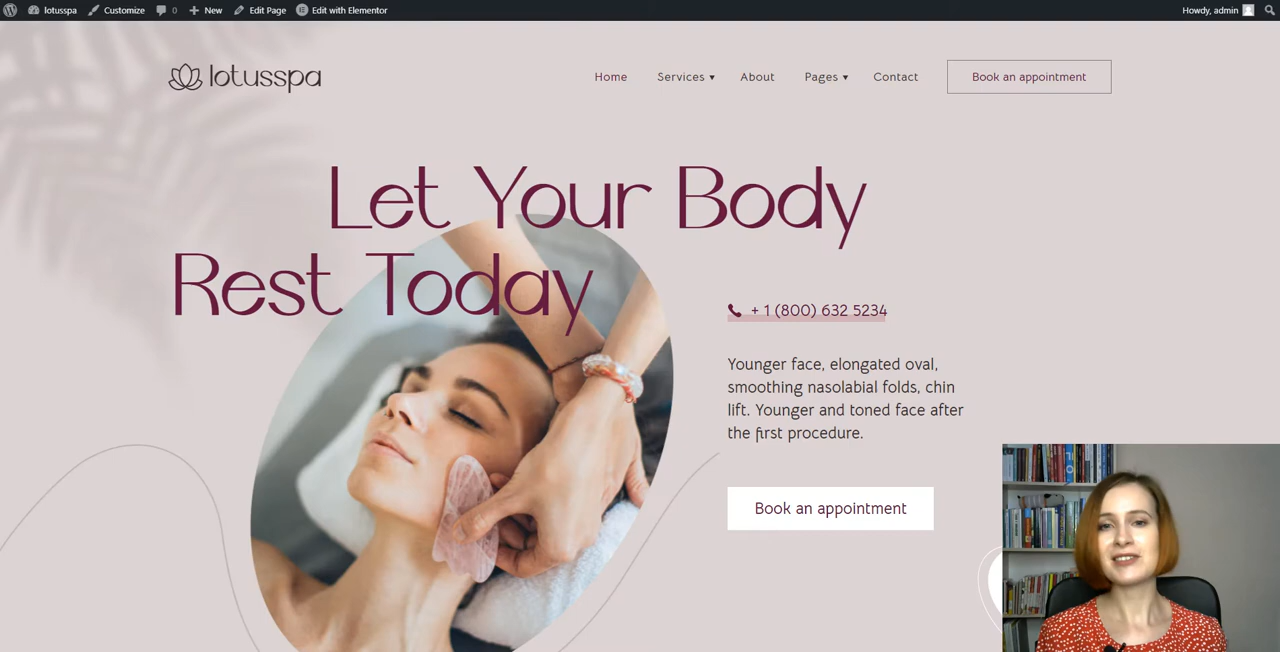 lotusspa Customize 0 New Edit Page Edit with Elementor Howdy, admin
lotusspa Home Services ▾ About Pages ▾ Contact Book an appointment
Let Your Body
Rest Today
+ 1 (800) 632 5234
Younger face, elongated oval,
smoothing nasolabial folds, chin
lift. Younger and toned face after
the first procedure.
Book an appointment